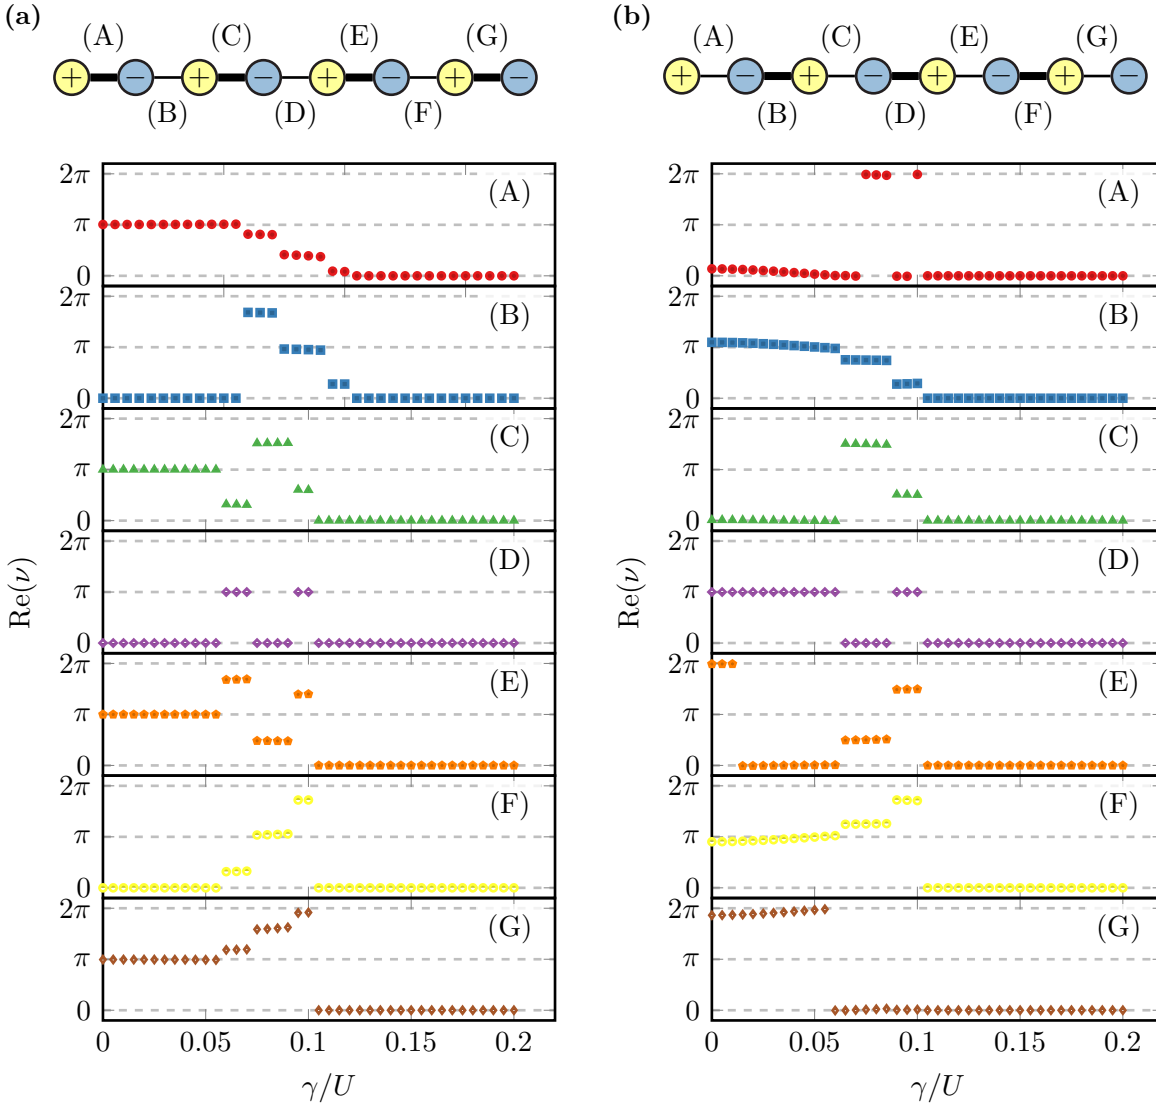 (a)
(A) (C) (E) (G)
+ − + − + − + −
(B) (D) (F)
2π
π
0
(A)
2π
π
0
(B)
2π
π
0
(C)
2π
π
0
(D)
2π
π
0
(E)
2π
π
0
(F)
2π
π
0
(G)
Re(ν)
0 0.05 0.1 0.15 0.2
γ/U
(b)
(A) (C) (E) (G)
+ − + − + − + −
(B) (D) (F)
2π
π
0
(A)
2π
π
0
(B)
2π
π
0
(C)
2π
π
0
(D)
2π
π
0
(E)
2π
π
0
(F)
2π
π
0
(G)
Re(ν)
0 0.05 0.1 0.15 0.2
γ/U